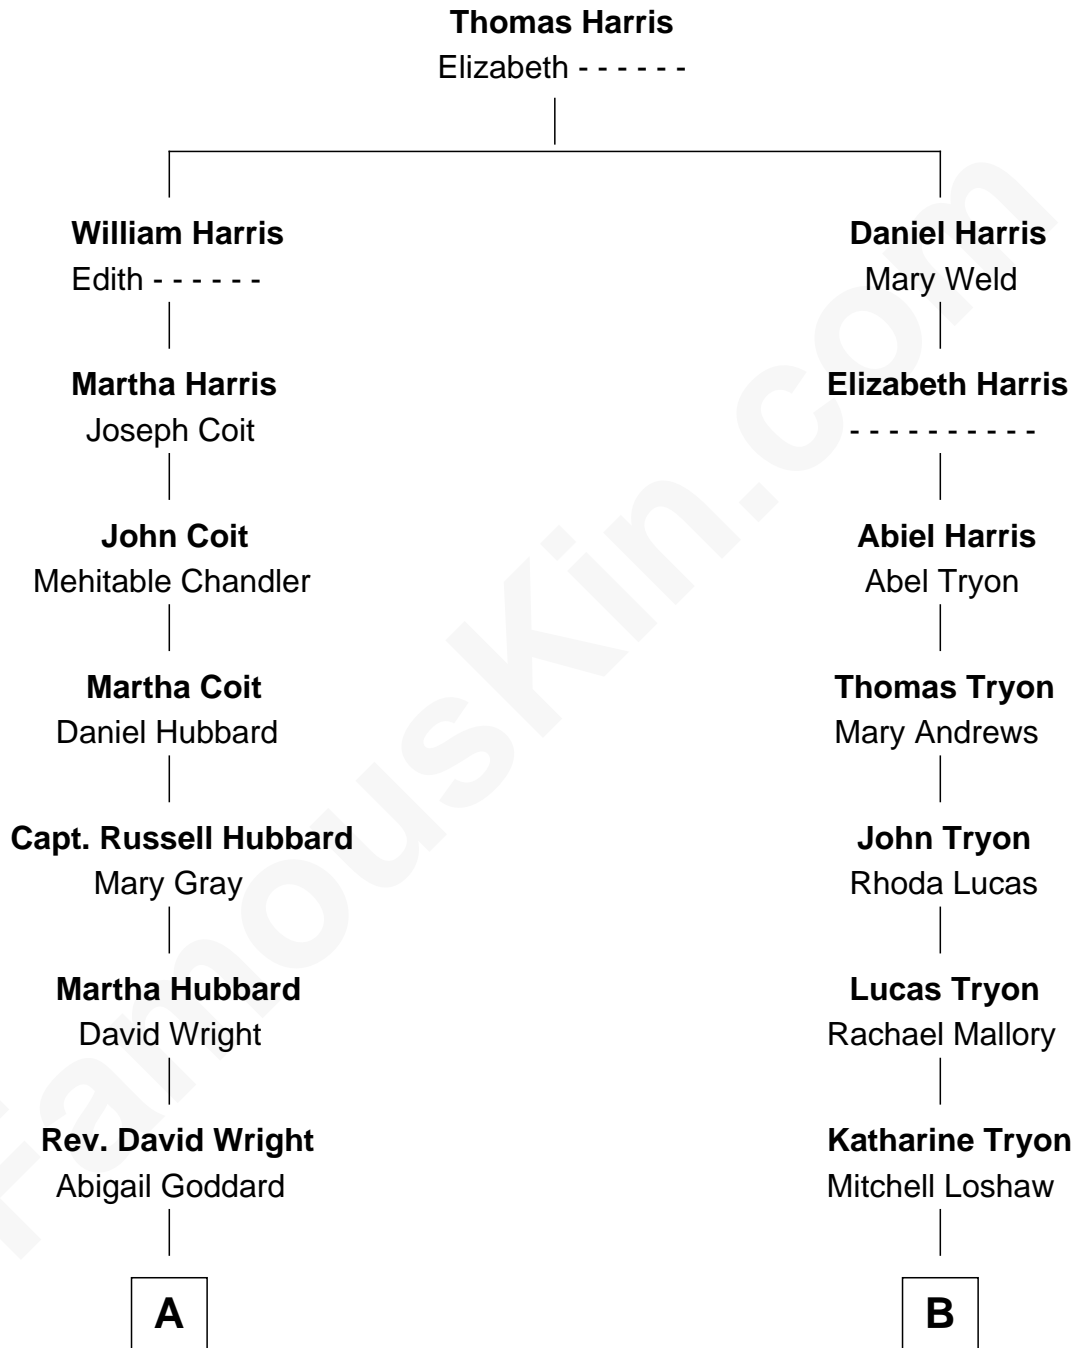 Thomas Harris
Elizabeth - - - - - -
William Harris
Edith - - - - - -
Daniel Harris
Mary Weld
Martha Harris
Joseph Coit
Elizabeth Harris
- - - - - - - - - -
John Coit
Mehitable Chandler
Abiel Harris
Abel Tryon
Martha Coit
Daniel Hubbard
Thomas Tryon
Mary Andrews
Capt. Russell Hubbard
Mary Gray
John Tryon
Rhoda Lucas
Martha Hubbard
David Wright
Lucas Tryon
Rachael Mallory
Rev. David Wright
Abigail Goddard
Katharine Tryon
Mitchell Loshaw
A
B
FamousKin.com